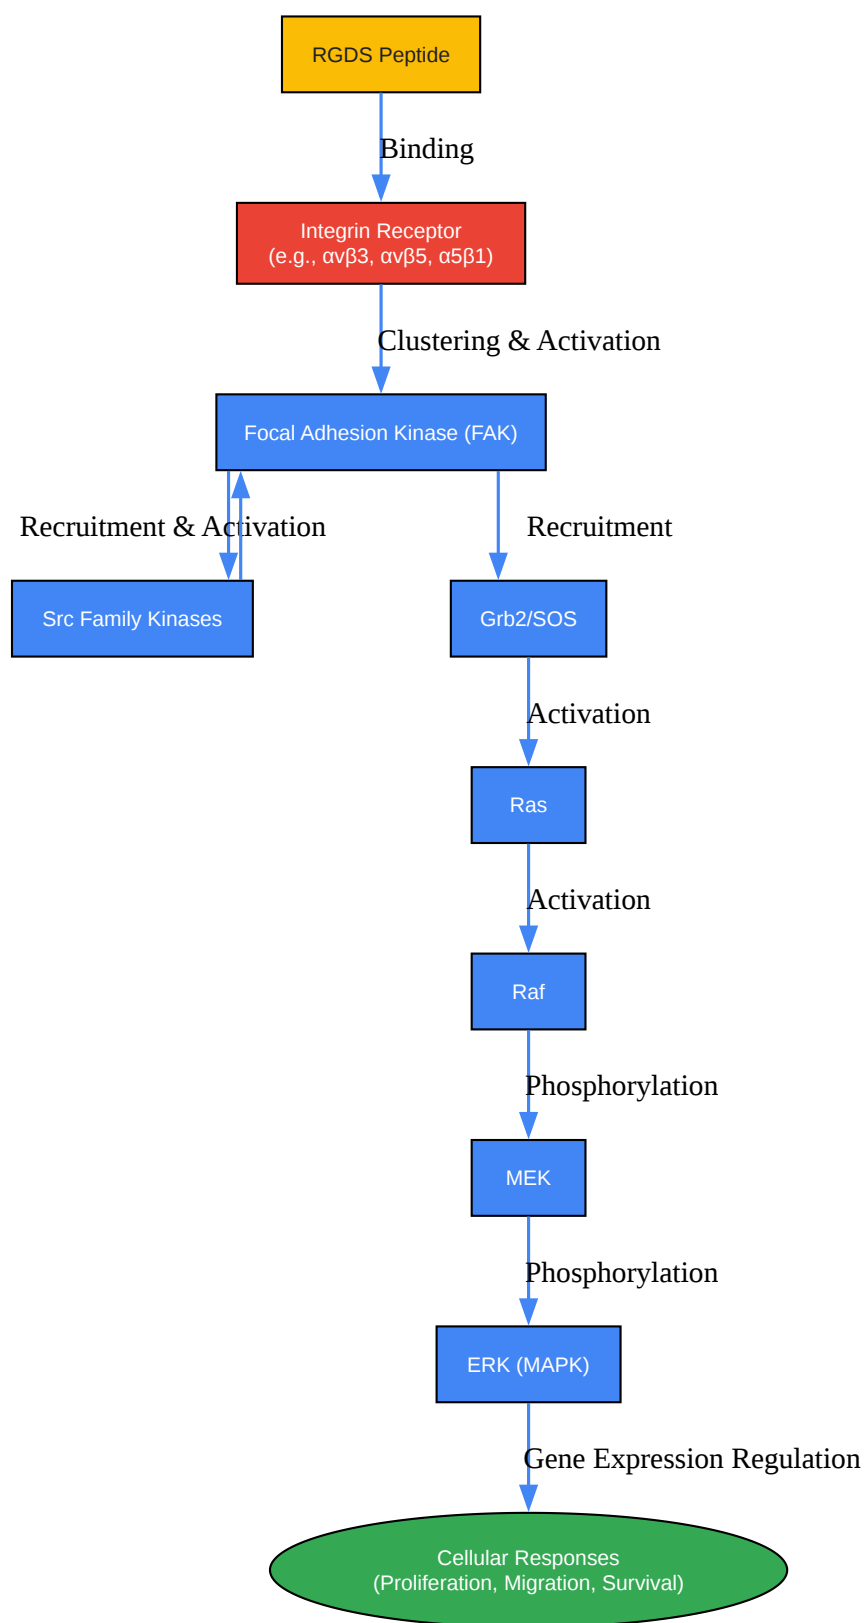 RGDS Peptide
Binding
Integrin Receptor
(e.g., αvβ3, αvβ5, α5β1)
Clustering & Activation
Focal Adhesion Kinase (FAK)
Recruitment & Activation
Recruitment
Src Family Kinases
Grb2/SOS
Activation
Ras
Activation
Raf
Phosphorylation
MEK
Phosphorylation
ERK (MAPK)
Gene Expression Regulation
Cellular Responses
(Proliferation, Migration, Survival)